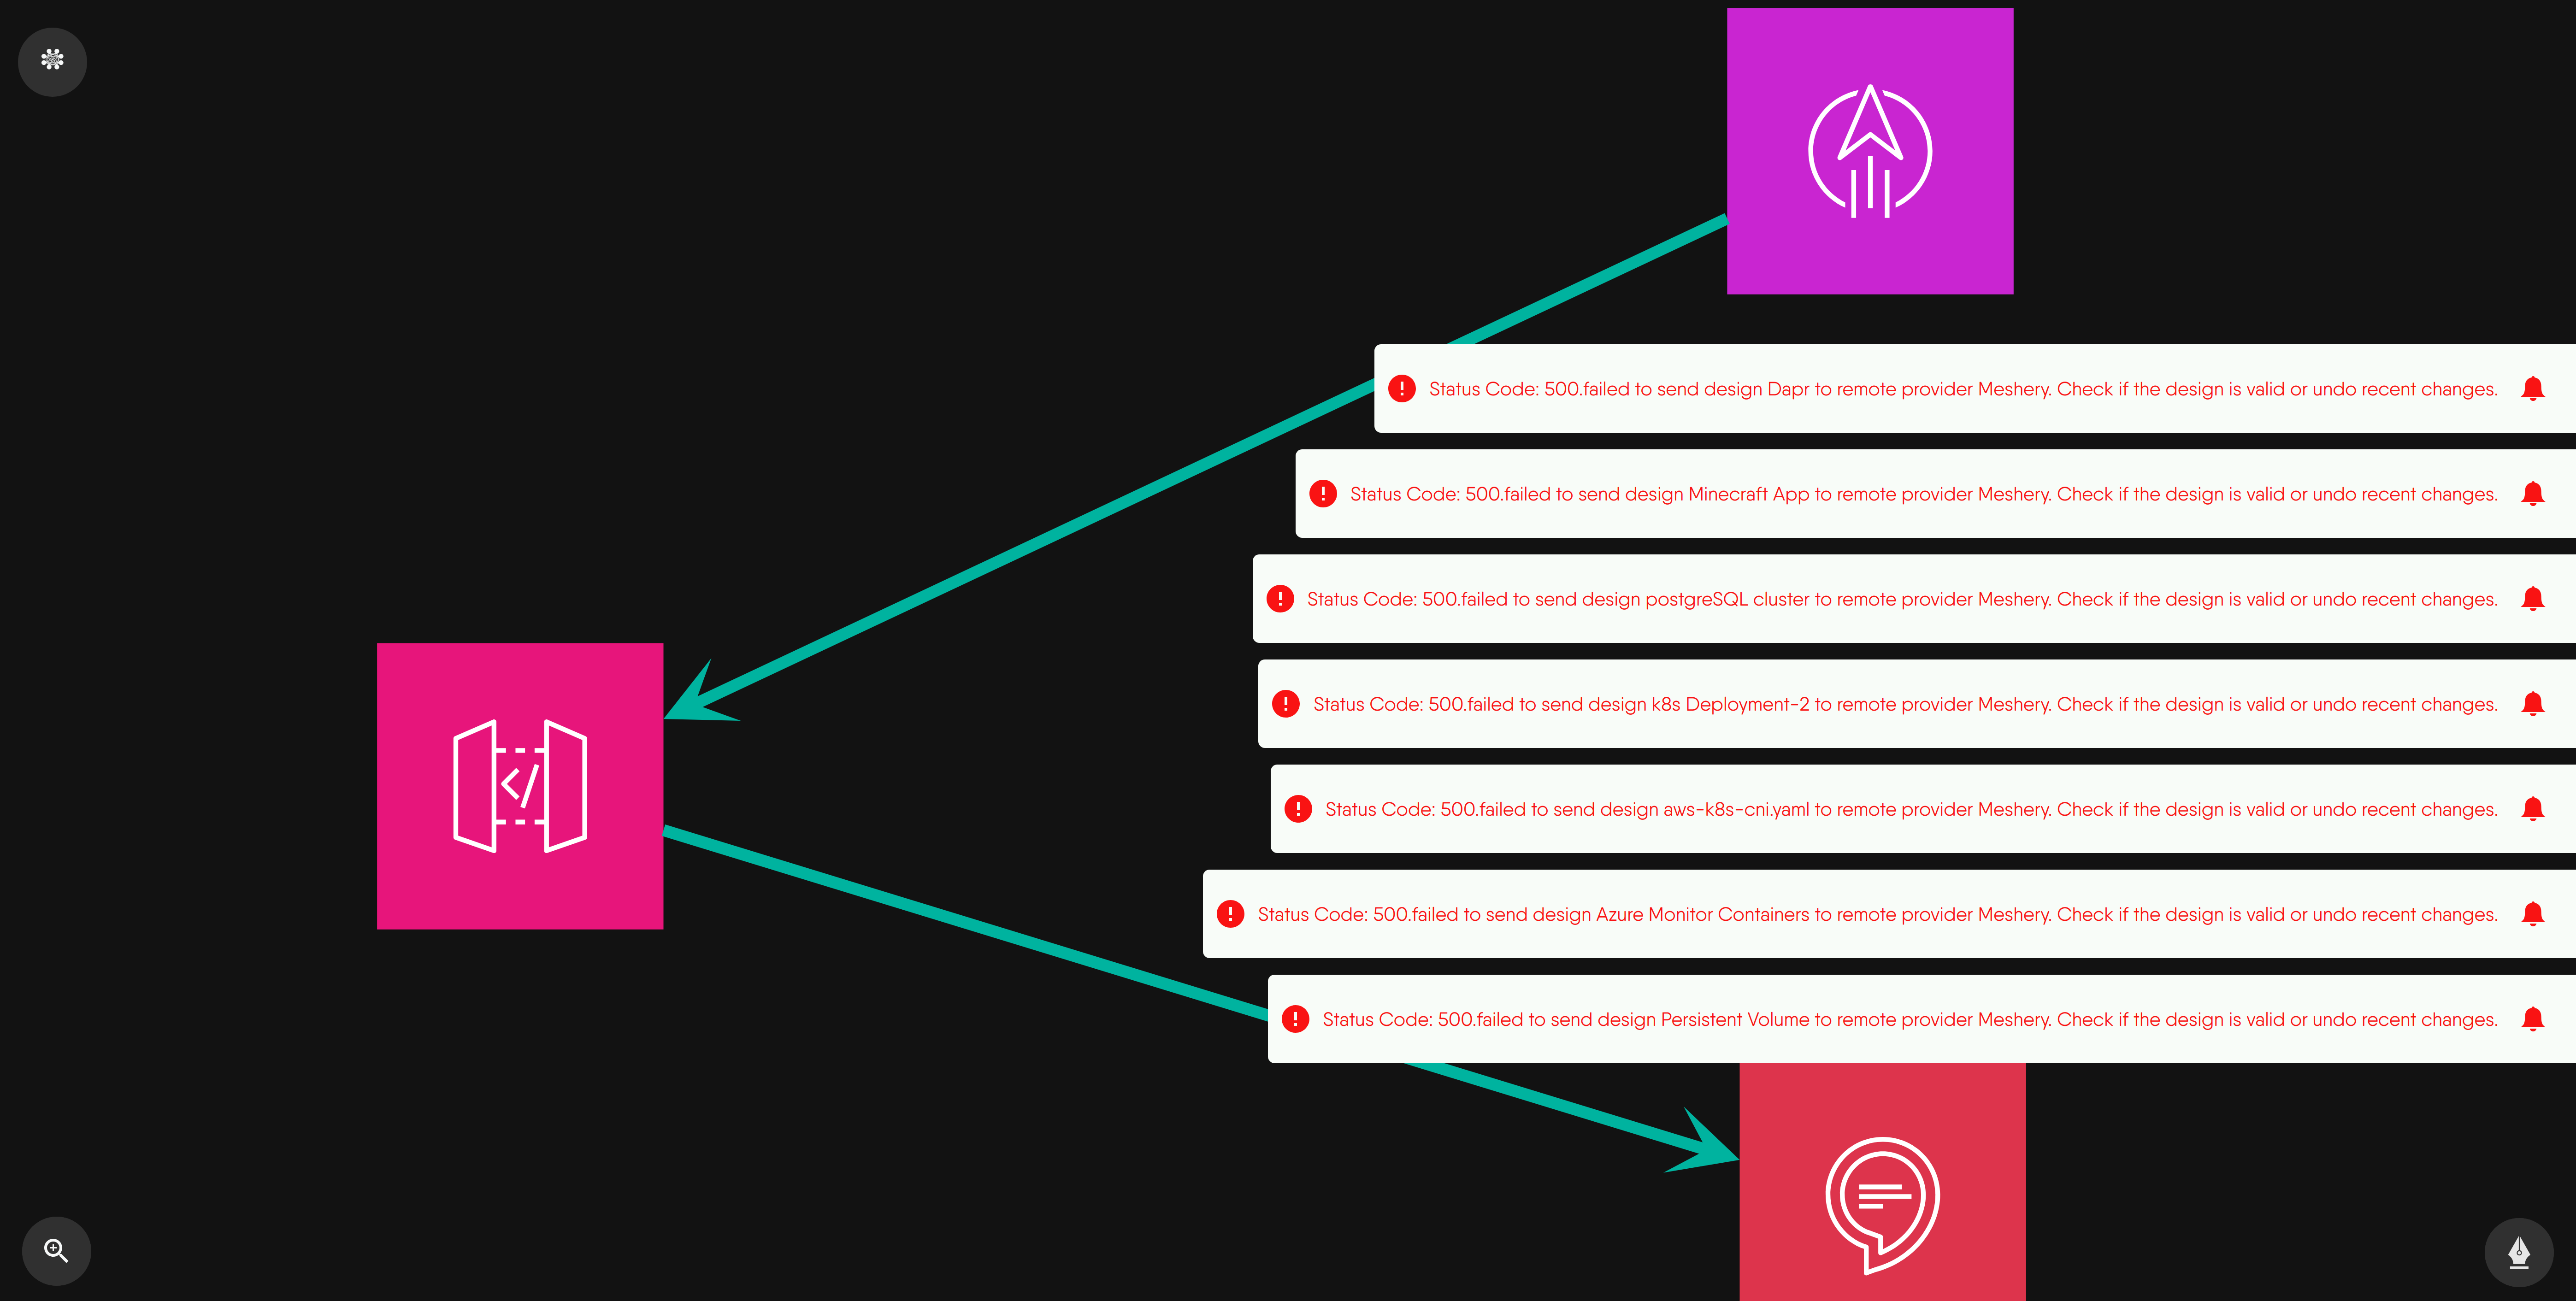 Status Code: 500.failed to send design Dapr to remote provider Meshery. Check if the design is valid or undo recent changes.
Status Code: 500.failed to send design Minecraft App to remote provider Meshery. Check if the design is valid or undo recent changes.
Status Code: 500.failed to send design postgreSQL cluster to remote provider Meshery. Check if the design is valid or undo recent changes.
Status Code: 500.failed to send design k8s Deployment-2 to remote provider Meshery. Check if the design is valid or undo recent changes.
Status Code: 500.failed to send design aws-k8s-cni.yaml to remote provider Meshery. Check if the design is valid or undo recent changes.
Status Code: 500.failed to send design Azure Monitor Containers to remote provider Meshery. Check if the design is valid or undo recent changes.
Status Code: 500.failed to send design Persistent Volume to remote provider Meshery. Check if the design is valid or undo recent changes.